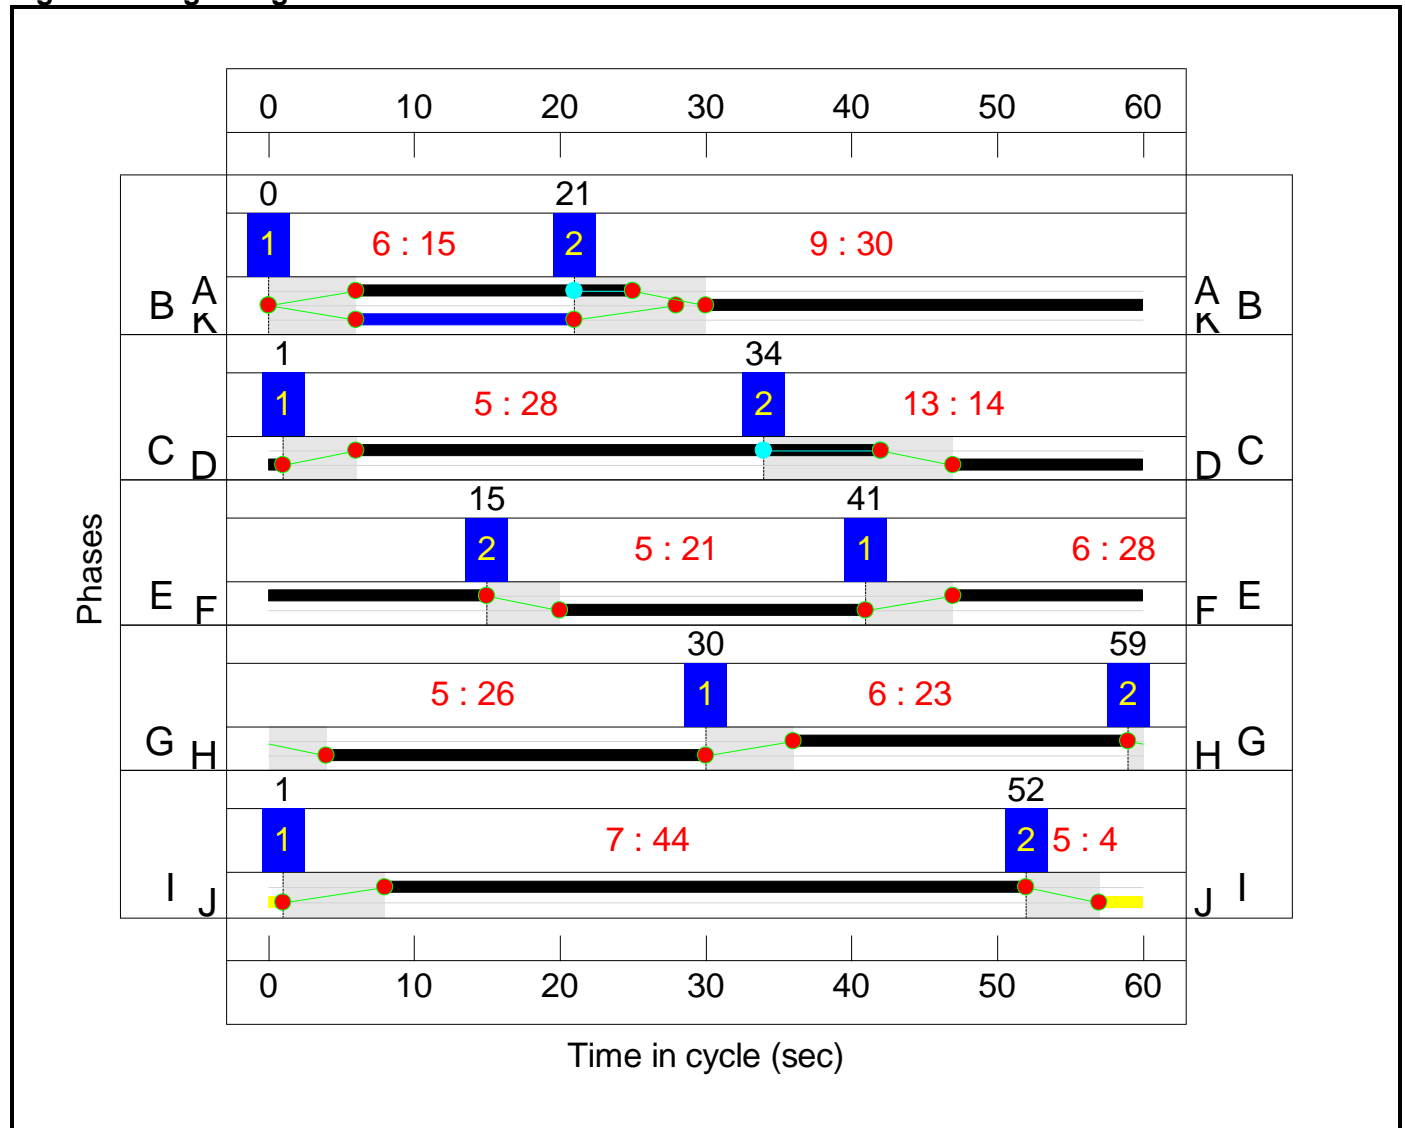 0 10 20 30 40 50 60
0 21
1 6 : 15 2 9 : 30
B A K A K B
1 34
1 5 : 28 2 13 : 14
C D D C
15 41
2 5 : 21 1 6 : 28
Phases
E F F E
30 59
5 : 26 1 6 : 23 2
G H H G
1 52
1 7 : 44 2 5 : 4
I J J I
0 10 20 30 40 50 60
Time in cycle (sec)